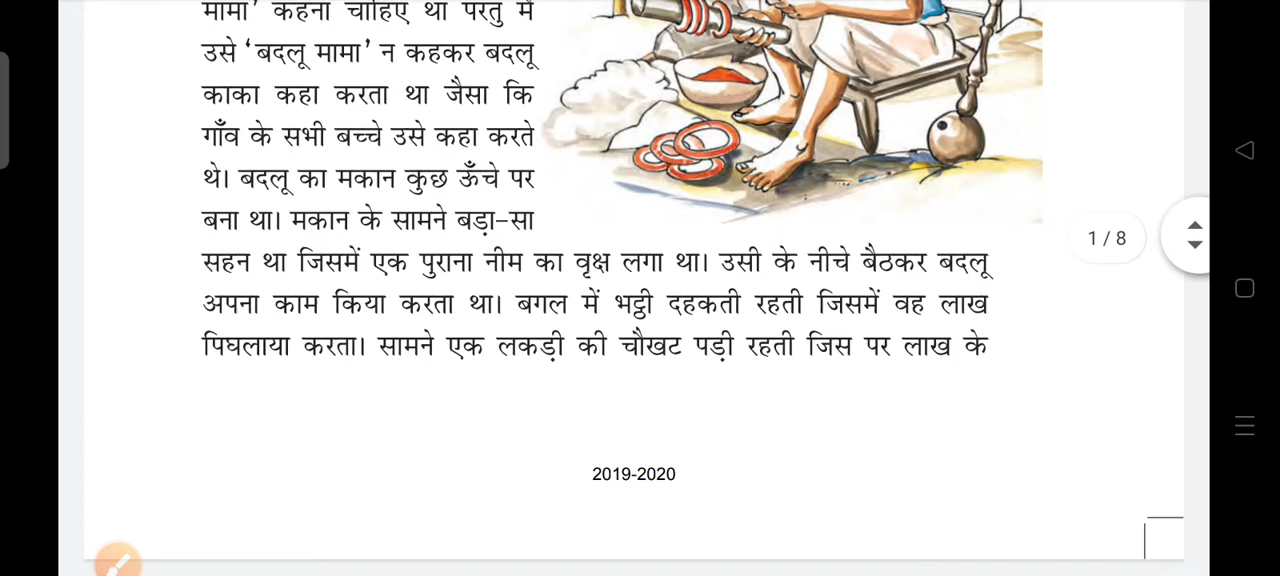 मामा’ कहना चाहिए था परंतु मैं
उसे ‘बदलू मामा’ न कहकर बदलू
काका कहा करता था जैसा कि
गाँव के सभी बच्चे उसे कहा करते
थे। बदलू का मकान कुछ ऊँचे पर
बना था। मकान के सामने बड़ा-सा
सहन था जिसमें एक पुराना नीम का वृक्ष लगा था। उसी के नीचे बैठकर बदलू
अपना काम किया करता था। बगल में भट्ठी दहकती रहती जिसमें वह लाख
पिघलाया करता। सामने एक लकड़ी की चौखट पड़ी रहती जिस पर लाख के
1 / 8
2019-2020